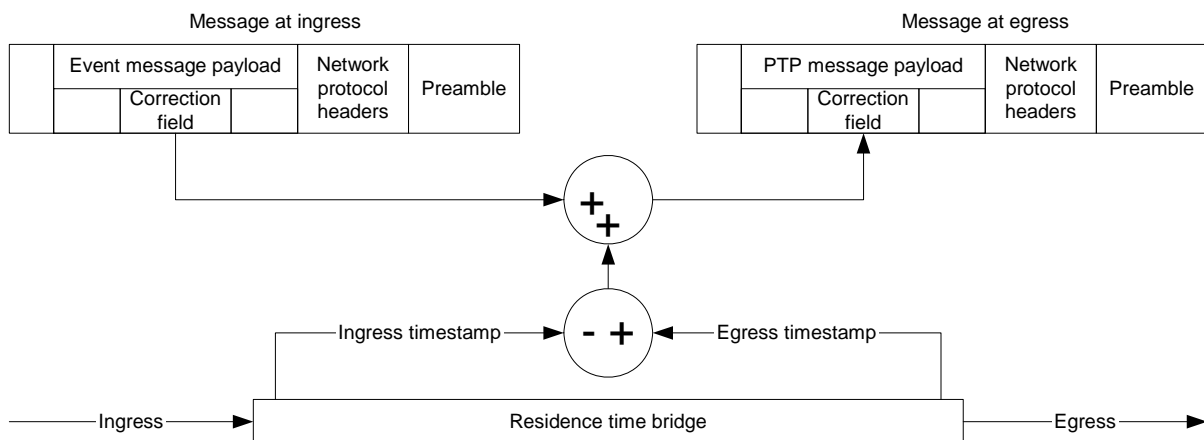 Message at ingress
Message at egress
Event message payload
Correction
field
Network
protocol
headers
Preamble
PTP message payload
Correction
field
Network
protocol
headers
Preamble
+
+
Ingress timestamp
- +
Egress timestamp
Ingress
Residence time bridge
Egress